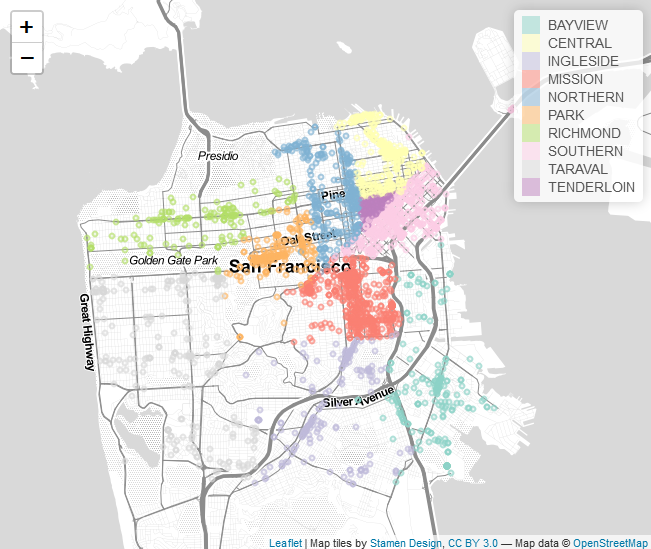 +
−
BAYVIEW
CENTRAL
INGLESIDE
MISSION
NORTHERN
PARK
RICHMOND
SOUTHERN
TARAVAL
TENDERLOIN
Presidio
Pine
Oak Street
Golden Gate Park
San Francisco
Great Highway
Silver Avenue
Leaflet | Map tiles by Stamen Design, CC BY 3.0 — Map data © OpenStreetMap